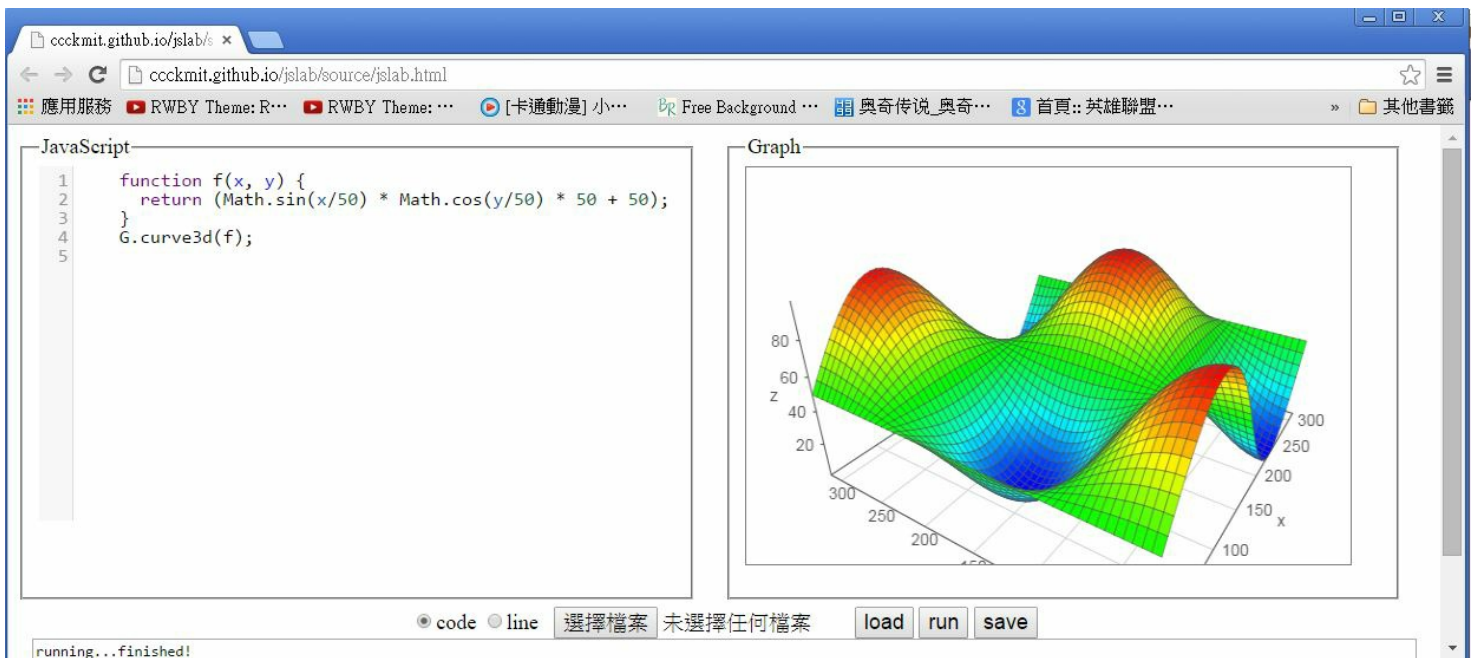 ccckmit.github.io/jslab/s
ccckmit.github.io/jslab/source/jslab.html
應用服務 RWBY Theme: R… RWBY Theme: … [卡通動漫] 小… Free Background … 奥奇传说_奥奇… 首頁:: 英雄聯盟… » 其他書籤
JavaScript
1 function f(x, y) {
2 return (Math.sin(x/50) * Math.cos(y/50) * 50 + 50);
3 }
4 G.curve3d(f);
5
Graph
80
60
z
40
20
300
250
200
300
250
200
150
x
100
code line 選擇檔案 未選擇任何檔案 load run save
running...finished!